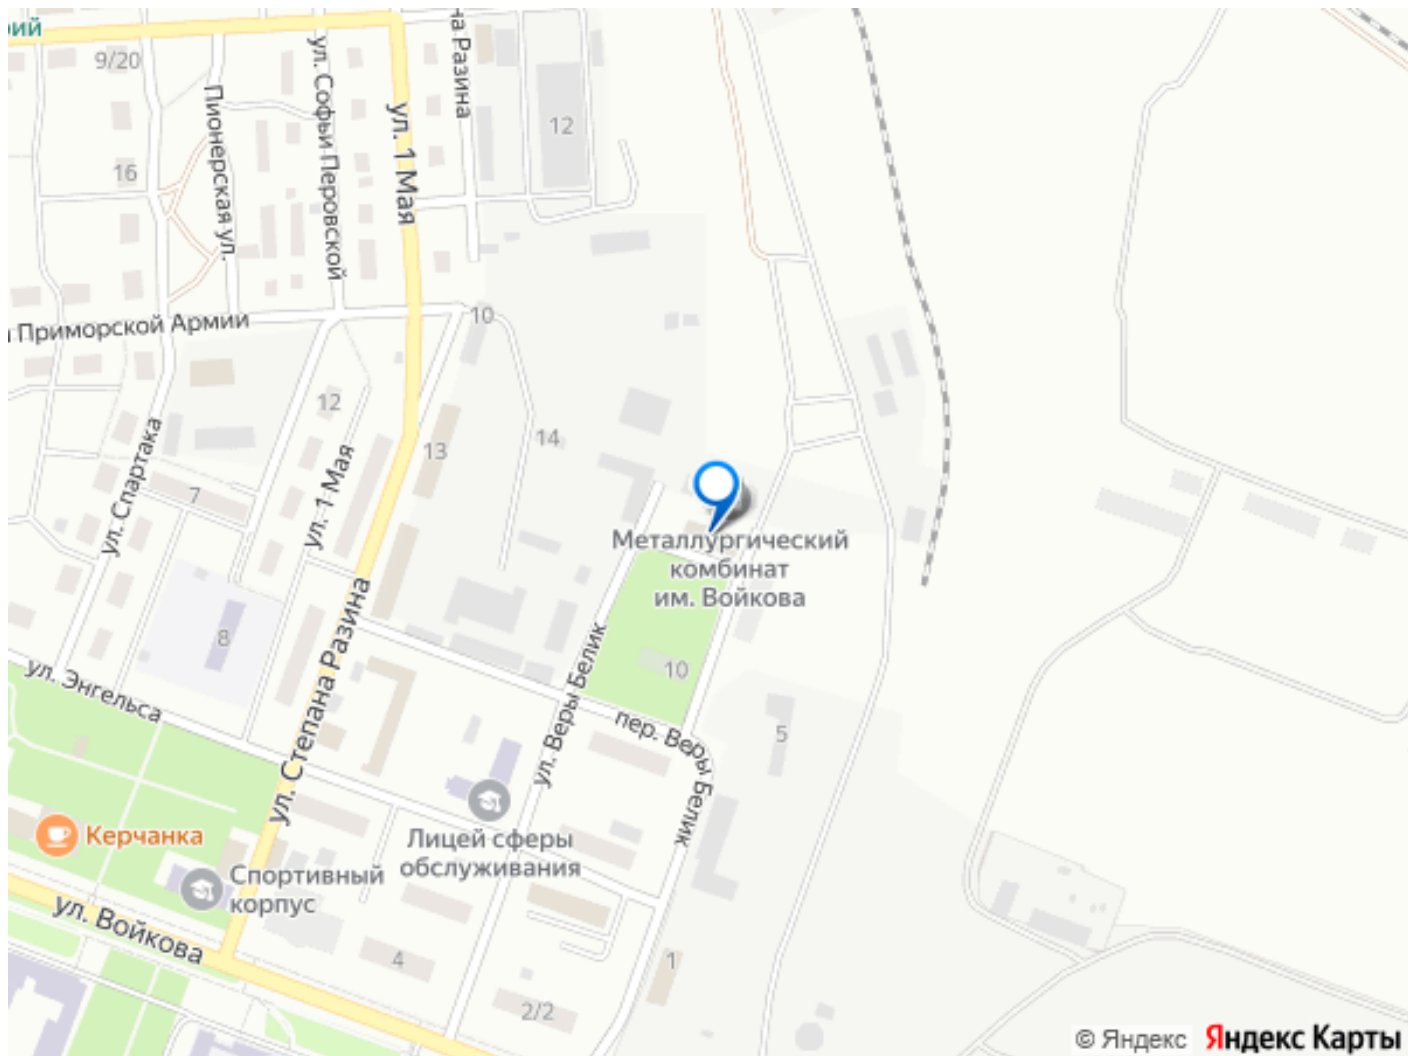 рий
9/20
ул. Софьи Перовской
на Разина
Пионерская ул.
ул. 1 Мая
12
16
Приморской Армии
10
12
ул. Спартака
ул. 1 Мая
13
14
7
Металлургический
комбинат
им. Войкова
8
ул. Степана Разина
ул. Веры Белик
10
ул. Энгельса
пер. Веры Белик
5
Керчанка
Лицей сферы
обслуживания
Спортивный
корпус
ул. Войкова
4
1
2/2
© Яндекс Яндекс Карты